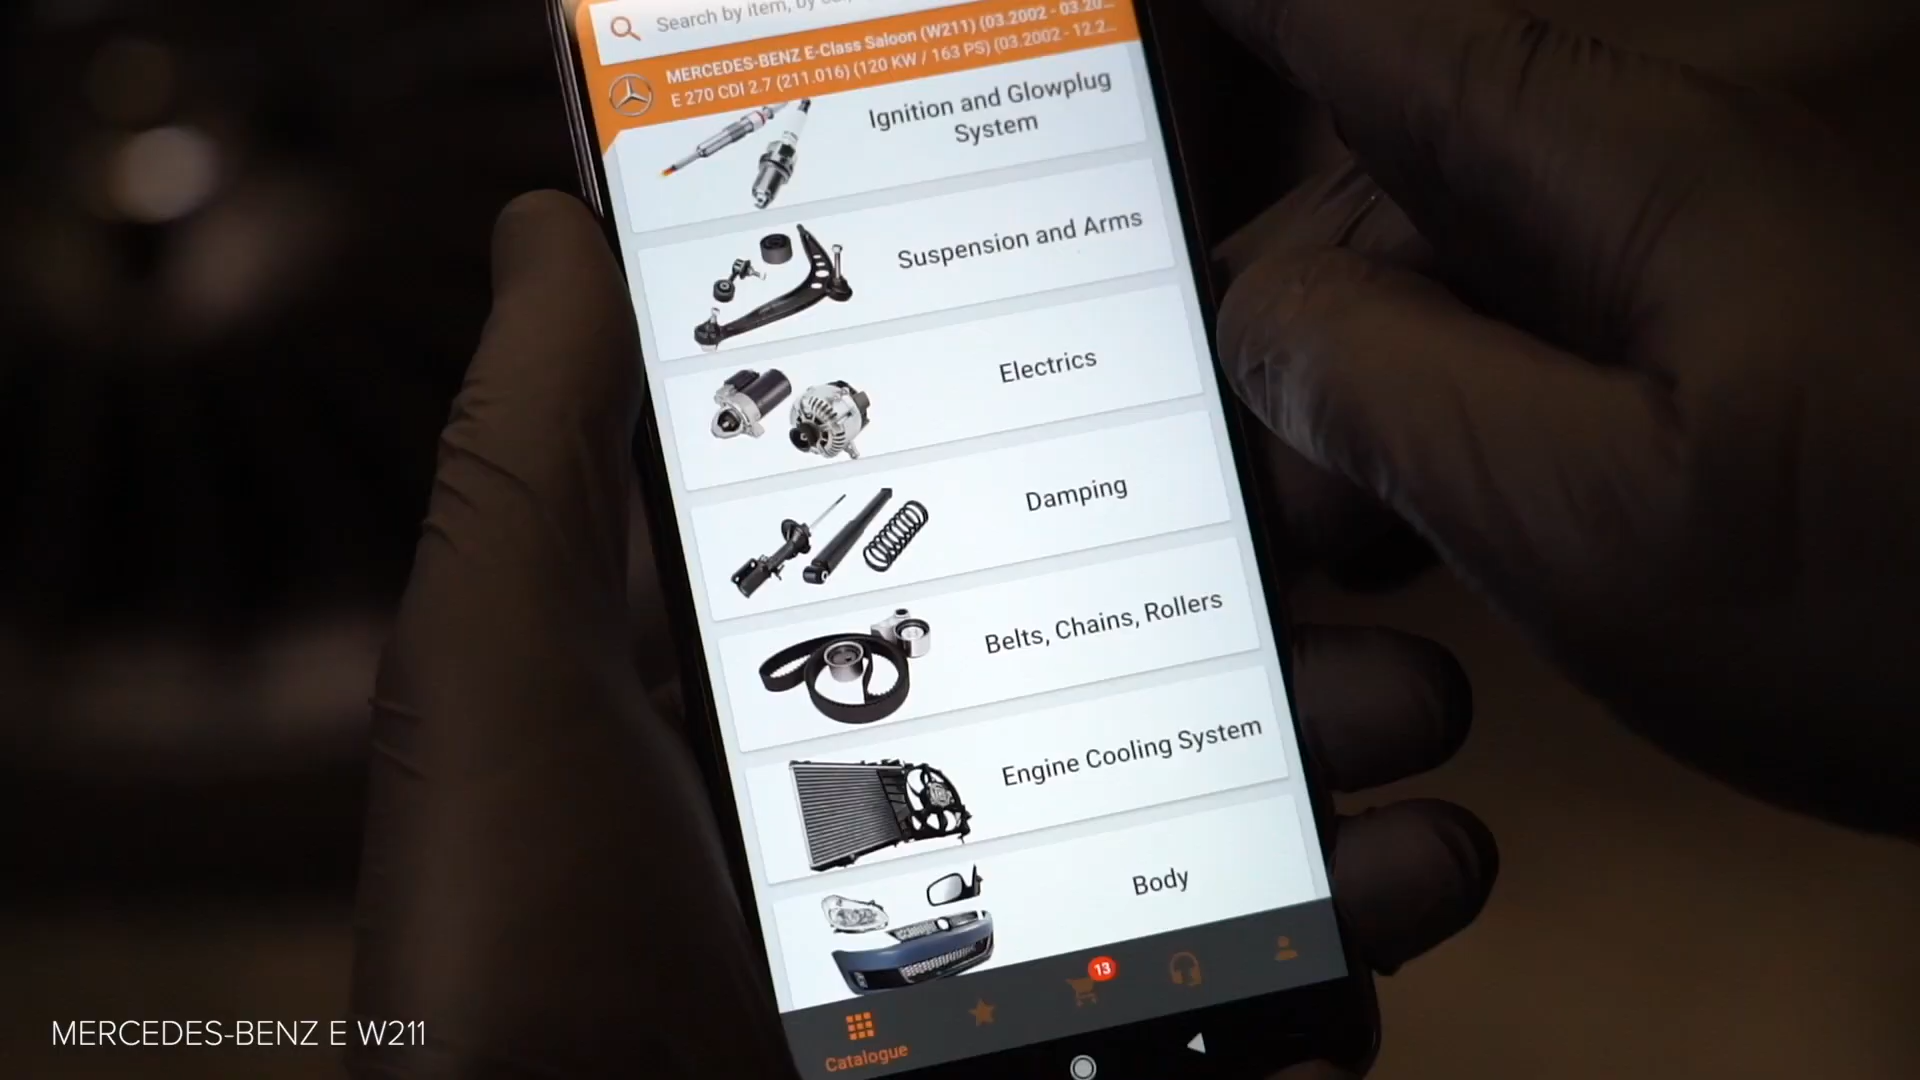 Search by item, by
MERCEDES-BENZ E-Class Saloon (W211) (03.2002 - 03.20...
E 270 CDI 2.7 (211.016) (120 KW / 163 PS) (03.2002 - 12.2...
Ignition and Glowplug
System
Suspension and Arms
Electrics
Damping
Belts, Chains, Rollers
Engine Cooling System
Body
13
Catalogue
MERCEDES-BENZ E W211